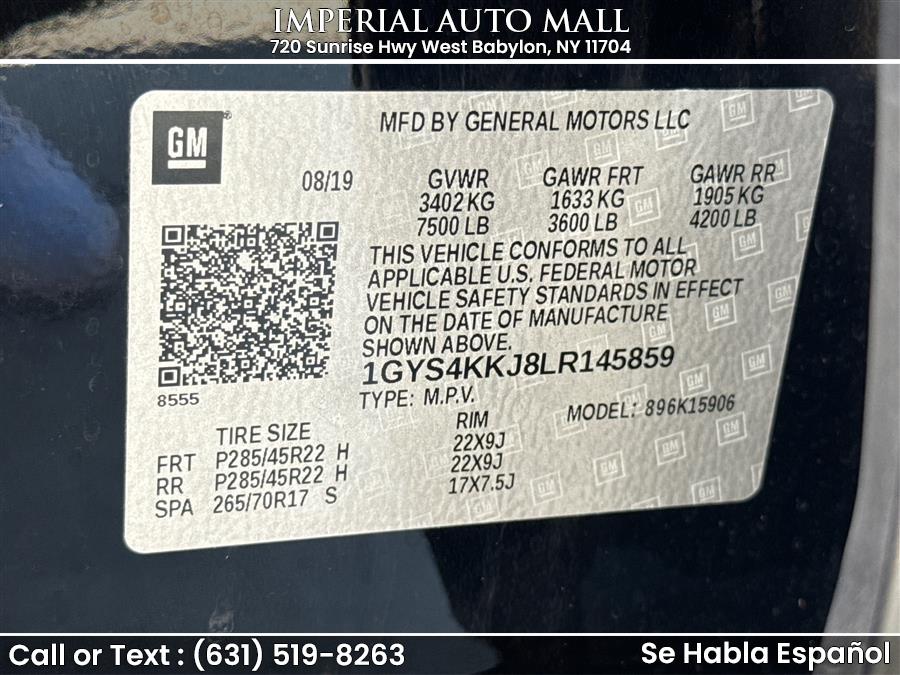 IMPERIAL AUTO MALL
720 Sunrise Hwy West Babylon, NY 11704
GM®
MFD BY GENERAL MOTORS LLC
08/19
GVWR GAWR FRT GAWR RR
3402 KG 1633 KG 1905 KG
7500 LB 3600 LB 4200 LB
THIS VEHICLE CONFORMS TO ALL
APPLICABLE U.S. FEDERAL MOTOR
VEHICLE SAFETY STANDARDS IN EFFECT
ON THE DATE OF MANUFACTURE
SHOWN ABOVE.
1GYS4KKJ8LR145859
8555
TYPE: M.P.V. MODEL: 896K15906
TIRE SIZE RIM
FRT P285/45R22 H 22X9J
RR P285/45R22 H 22X9J
SPA 265/70R17 S 17X7.5J
Call or Text : (631) 519-8263
Se Habla Español